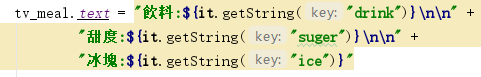 tv_meal.text = "飲料:${it.getString( key: "drink")}\n\n" +
"甜度:${it.getString( key: "suger")}\n\n" +
"冰塊:${it.getString( key: "ice")}"